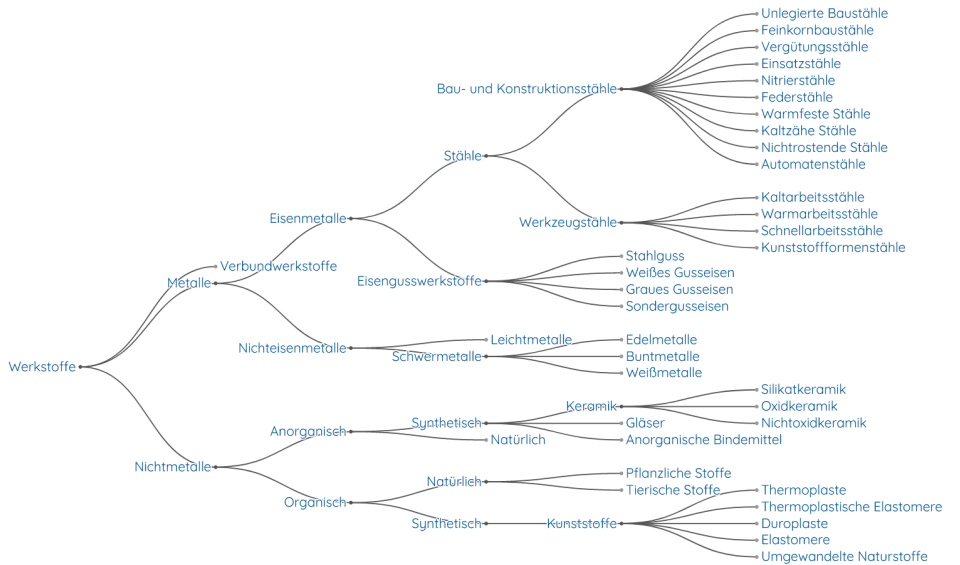 Unlegierte Baustähle
Feinkornbaustähle
Vergütungsstähle
Einsatzstähle
Nitrierstähle
Bau- und Konstruktionsstähle
Federstähle
Warmfeste Stähle
Kaltzähe Stähle
Nichtrostende Stähle
Stähle
Automatenstähle
Kaltarbeitsstähle
Warmarbeitsstähle
Eisenmetalle
Werkzeugstähle
Schnellarbeitsstähle
Kunststoffformenstähle
Stahlguss
Verbundwerkstoffe
Weißes Gusseisen
Metalle
Eisengusswerkstoffe
Graues Gusseisen
Sondergusseisen
Leichtmetalle
Edelmetalle
Nichteisenmetalle
Schwermetalle
Buntmetalle
Werkstoffe
Weißmetalle
Silikatkeramik
Keramik
Oxidkeramik
Synthetisch
Gläser
Nichtoxidkeramik
Anorganisch
Natürlich
Anorganische Bindemittel
Nichtmetalle
Pflanzliche Stoffe
Natürlich
Tierische Stoffe
Thermoplaste
Organisch
Thermoplastische Elastomere
Synthetisch
Kunststoffe
Duroplaste
Elastomere
Umgewandelte Naturstoffe